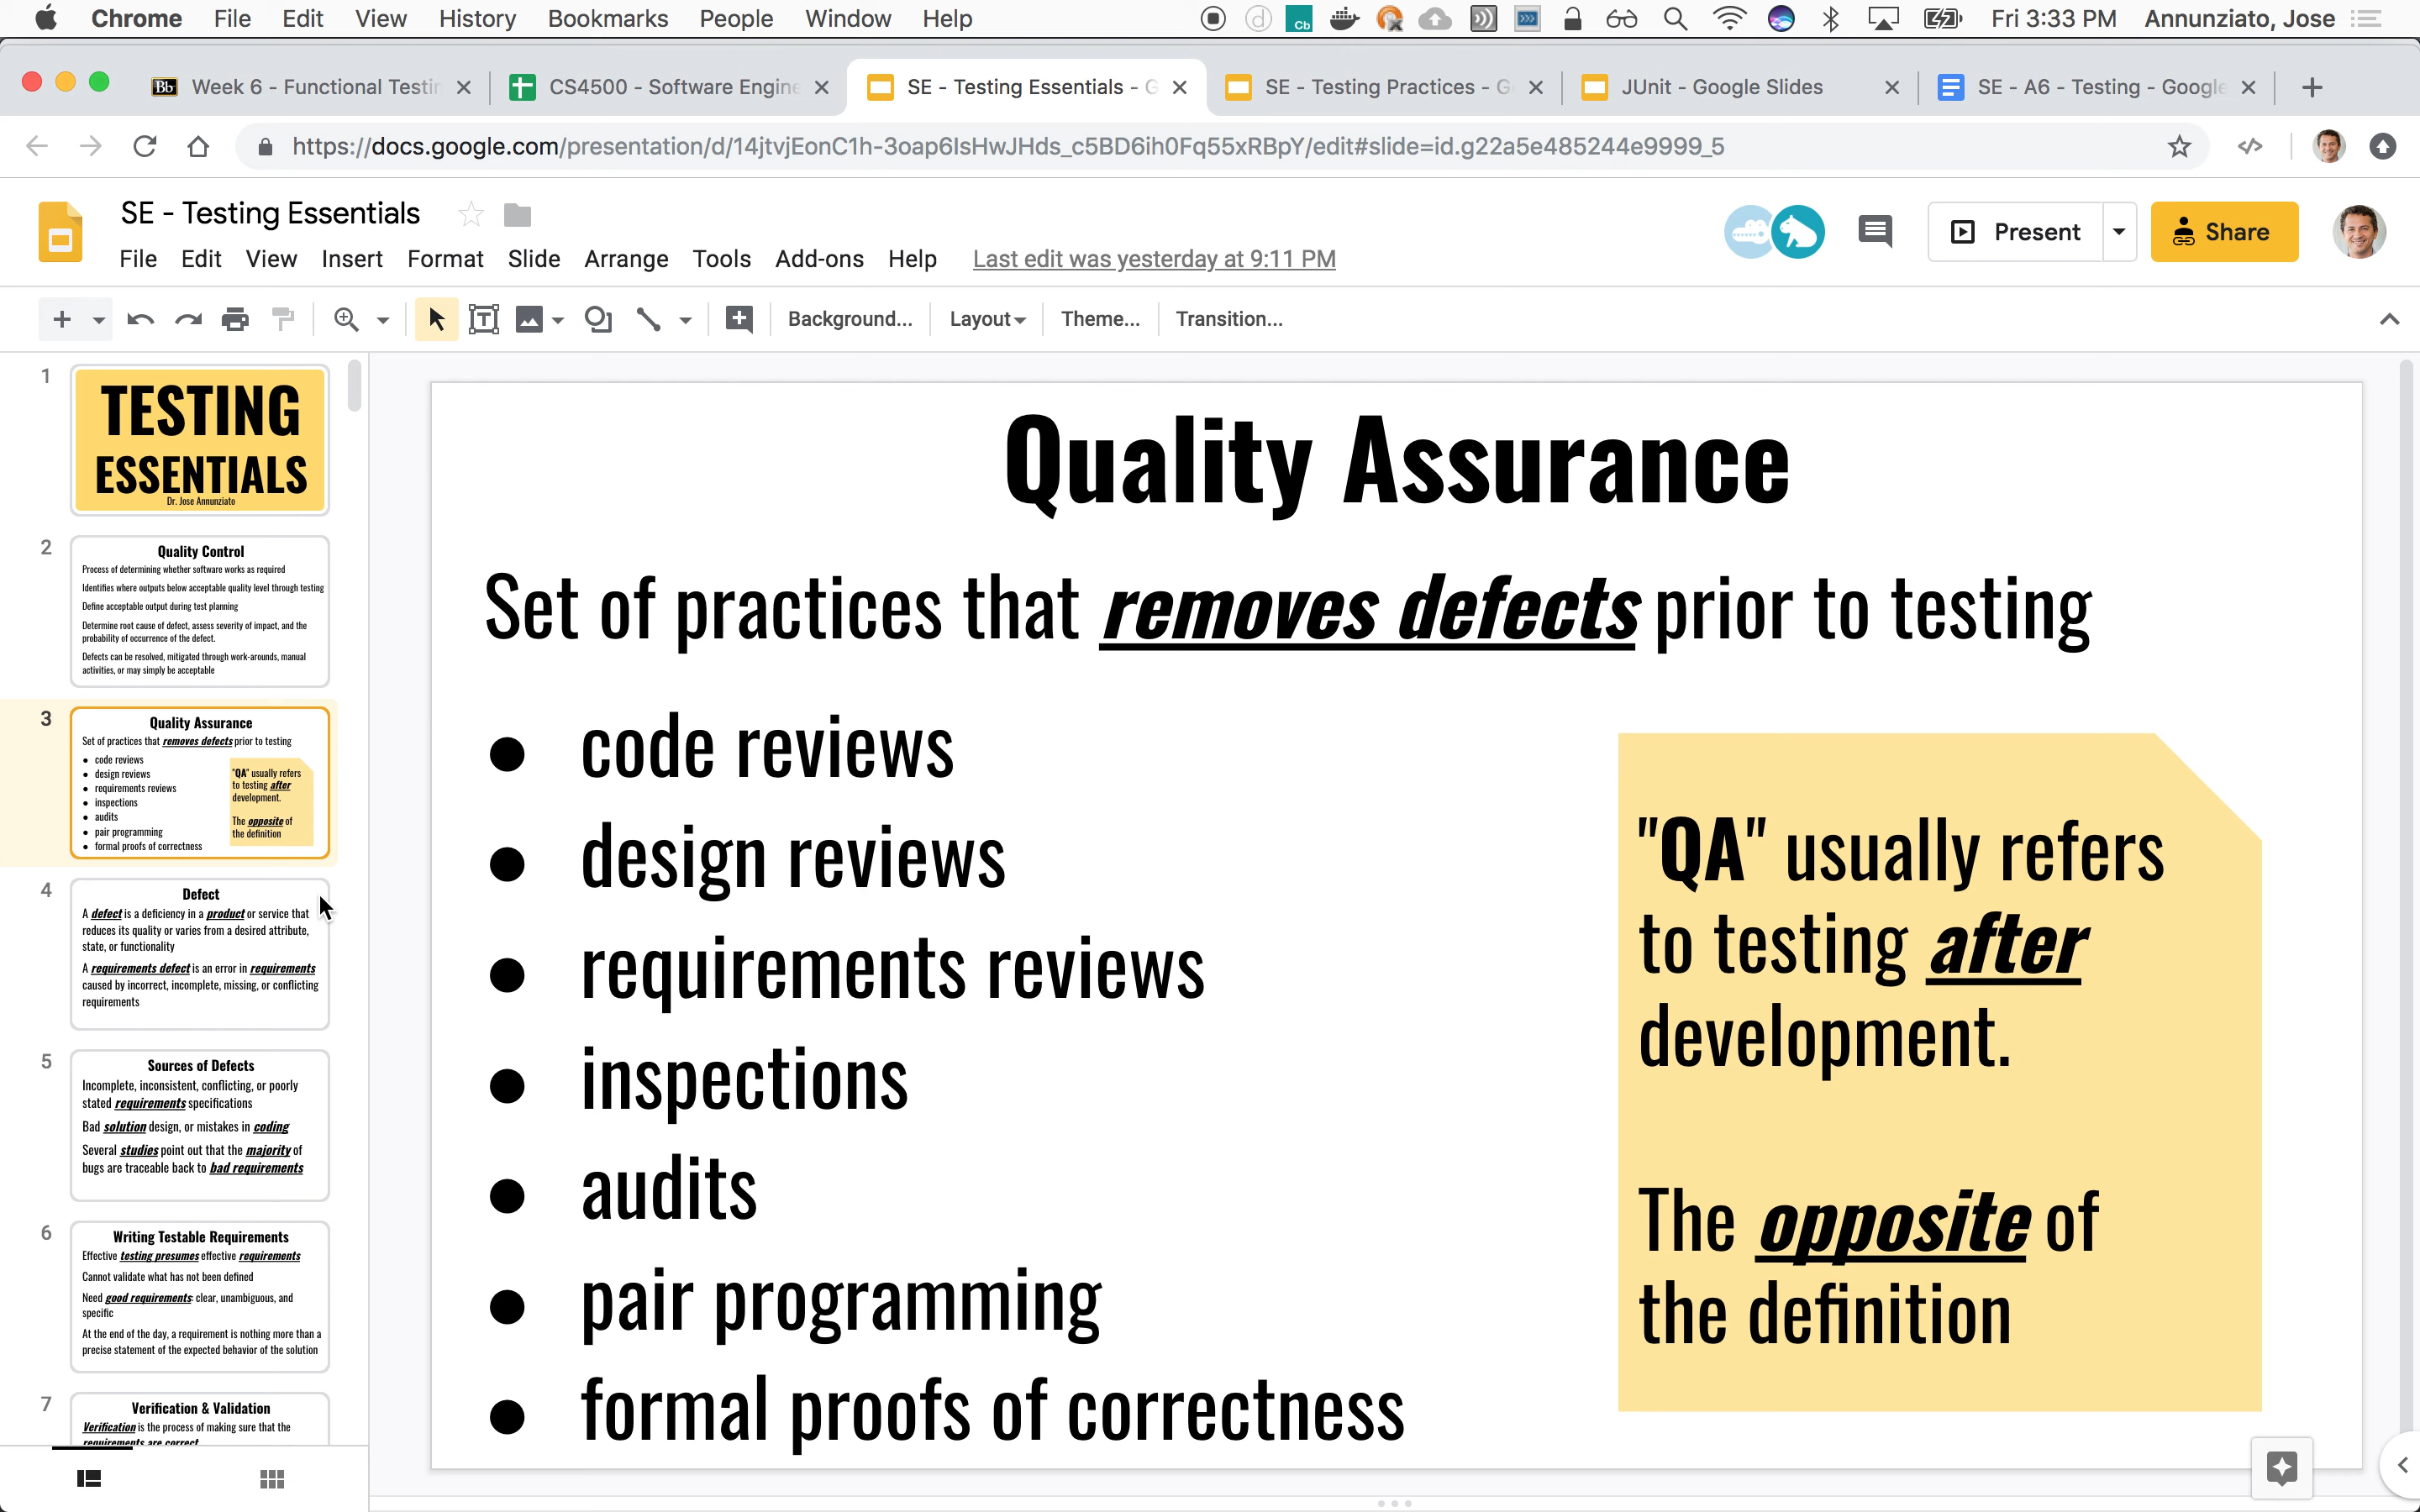 Chrome File Edit View History Bookmarks People Window Help
Cb
Fri 3:33 PM Annunziato, Jose
Bb Week 6 - Functional Testin
CS4500 - Software Engine
SE - Testing Essentials - G
SE - Testing Practices - G
JUnit - Google Slides
SE - A6 - Testing - Google
https://docs.google.com/presentation/d/14jtvjEonC1h-3oap6IsHwJHds_c5BD6ih0Fq55xRBpY/edit#slide=id.g22a5e485244e9999_5
SE - Testing Essentials
File Edit View Insert Format Slide Arrange Tools Add-ons Help Last edit was yesterday at 9:11 PM
Present
Share
Background... Layout Theme... Transition...
1
TESTING
ESSENTIALS
Dr. Jose Annunziato
2
Quality Control
Process of determining whether software works as required
Identifies where outputs below acceptable quality level through testing
Define acceptable output during test planning
Determine root cause of defect, assess severity of impact, and the
probability of occurrence of the defect.
Defects can be resolved, mitigated through work-arounds, manual
activities, or may simply be acceptable
3
Quality Assurance
Set of practices that removes defects prior to testing
• code reviews
• design reviews
• requirements reviews
• inspections
• audits
• pair programming
• formal proofs of correctness
"QA" usually refers
to testing after
development.
The opposite of
the definition
4
Defect
A defect is a deficiency in a product or service that
reduces its quality or varies from a desired attribute,
state, or functionality
A requirements defect is an error in requirements
caused by incorrect, incomplete, missing, or conflicting
requirements
5
Sources of Defects
Incomplete, inconsistent, conflicting, or poorly
stated requirements specifications
Bad solution design, or mistakes in coding
Several studies point out that the majority of
bugs are traceable back to bad requirements
6
Writing Testable Requirements
Effective testing presumes effective requirements
Cannot validate what has not been defined
Need good requirements: clear, unambiguous, and
specific
At the end of the day, a requirement is nothing more than a
precise statement of the expected behavior of the solution
7
Verification & Validation
Verification is the process of making sure that the
requirements are correct
Quality Assurance
Set of practices that removes defects prior to testing
● code reviews
● design reviews
● requirements reviews
● inspections
● audits
● pair programming
● formal proofs of correctness
"QA" usually refers
to testing after
development.
The opposite of
the definition